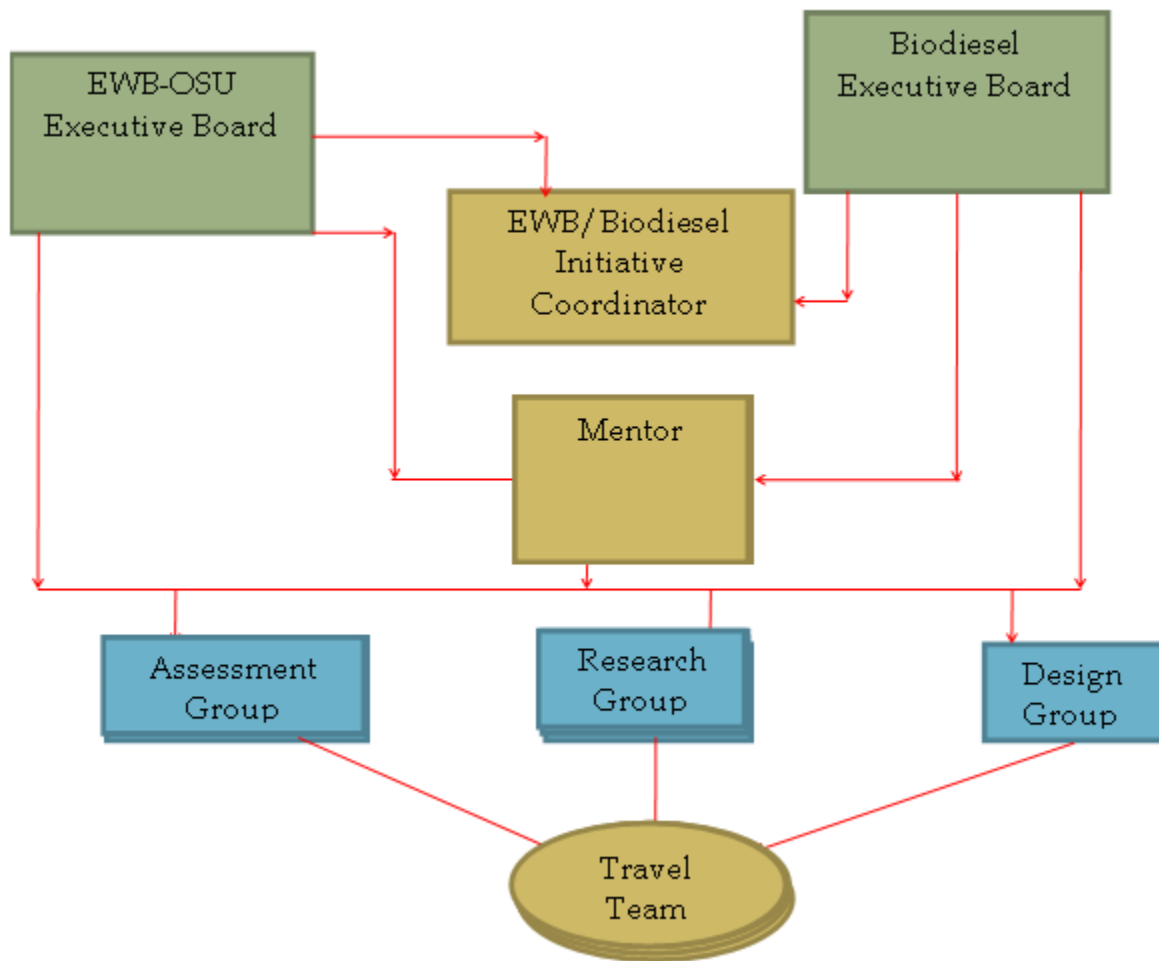 EWB-OSU
Executive Board
Biodiesel
Executive Board
EWB/Biodiesel
Initiative
Coordinator
Mentor
Assessment
Group
Research
Group
Design
Group
Travel
Team